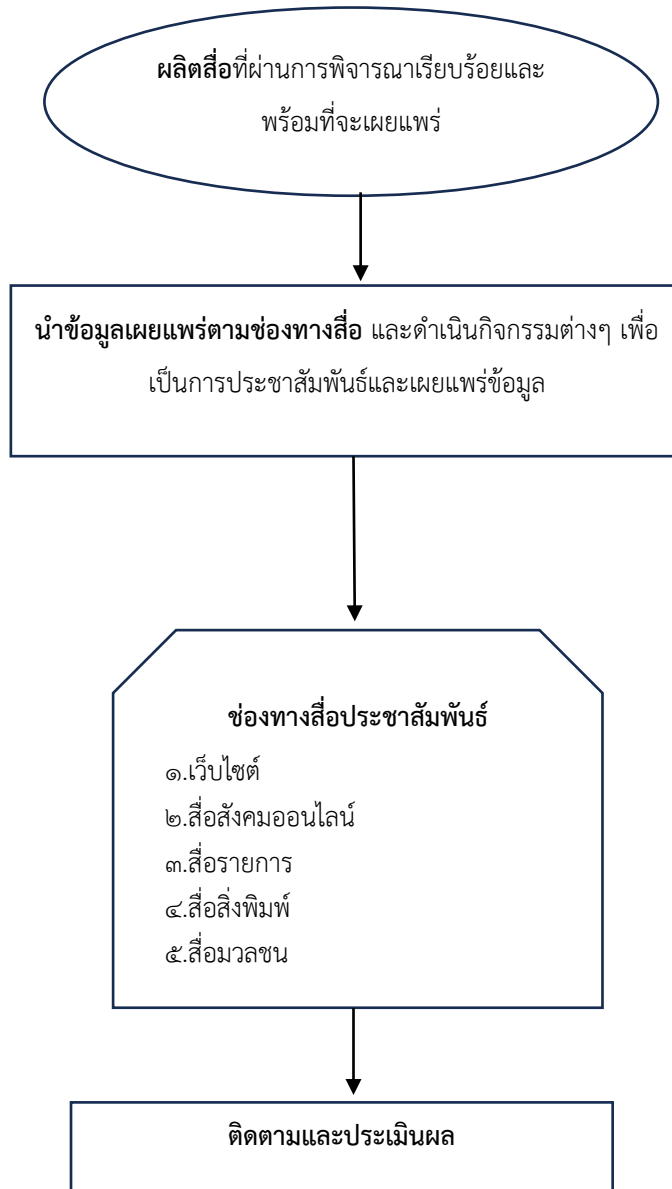 ผลิตสื่อที่ผ่านการพิจารณาเรียบร้อยและ
พร้อมที่จะเผยแพร่
นำข้อมูลเผยแพร่ตามช่องทางสื่อ และดำเนินกิจกรรมต่างๆ เพื่อ
เป็นการประชาสัมพันธ์และเผยแพร่ข้อมูล
ช่องทางสื่อประชาสัมพันธ์
๑.เว็บไซต์
๒.สื่อสังคมออนไลน์
๓.สื่อรายการ
๔.สื่อสิ่งพิมพ์
๕.สื่อมวลชน
ติดตามและประเมินผล